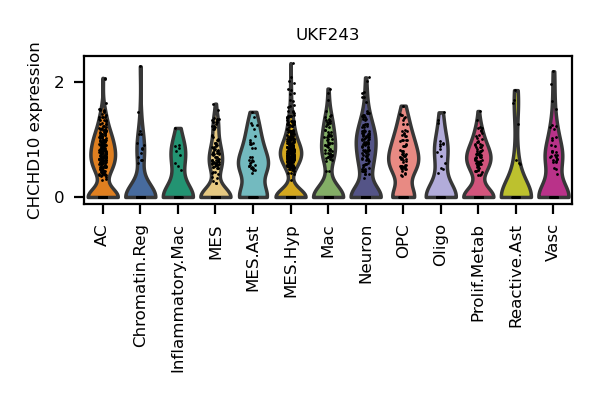 UKF243
CHCHD10 expression
2
0
AC
Chromatin.Reg
Inflammatory.Mac
MES
MES.Ast
MES.Hyp
Mac
Neuron
OPC
Oligo
Prolif.Metab
Reactive.Ast
Vasc